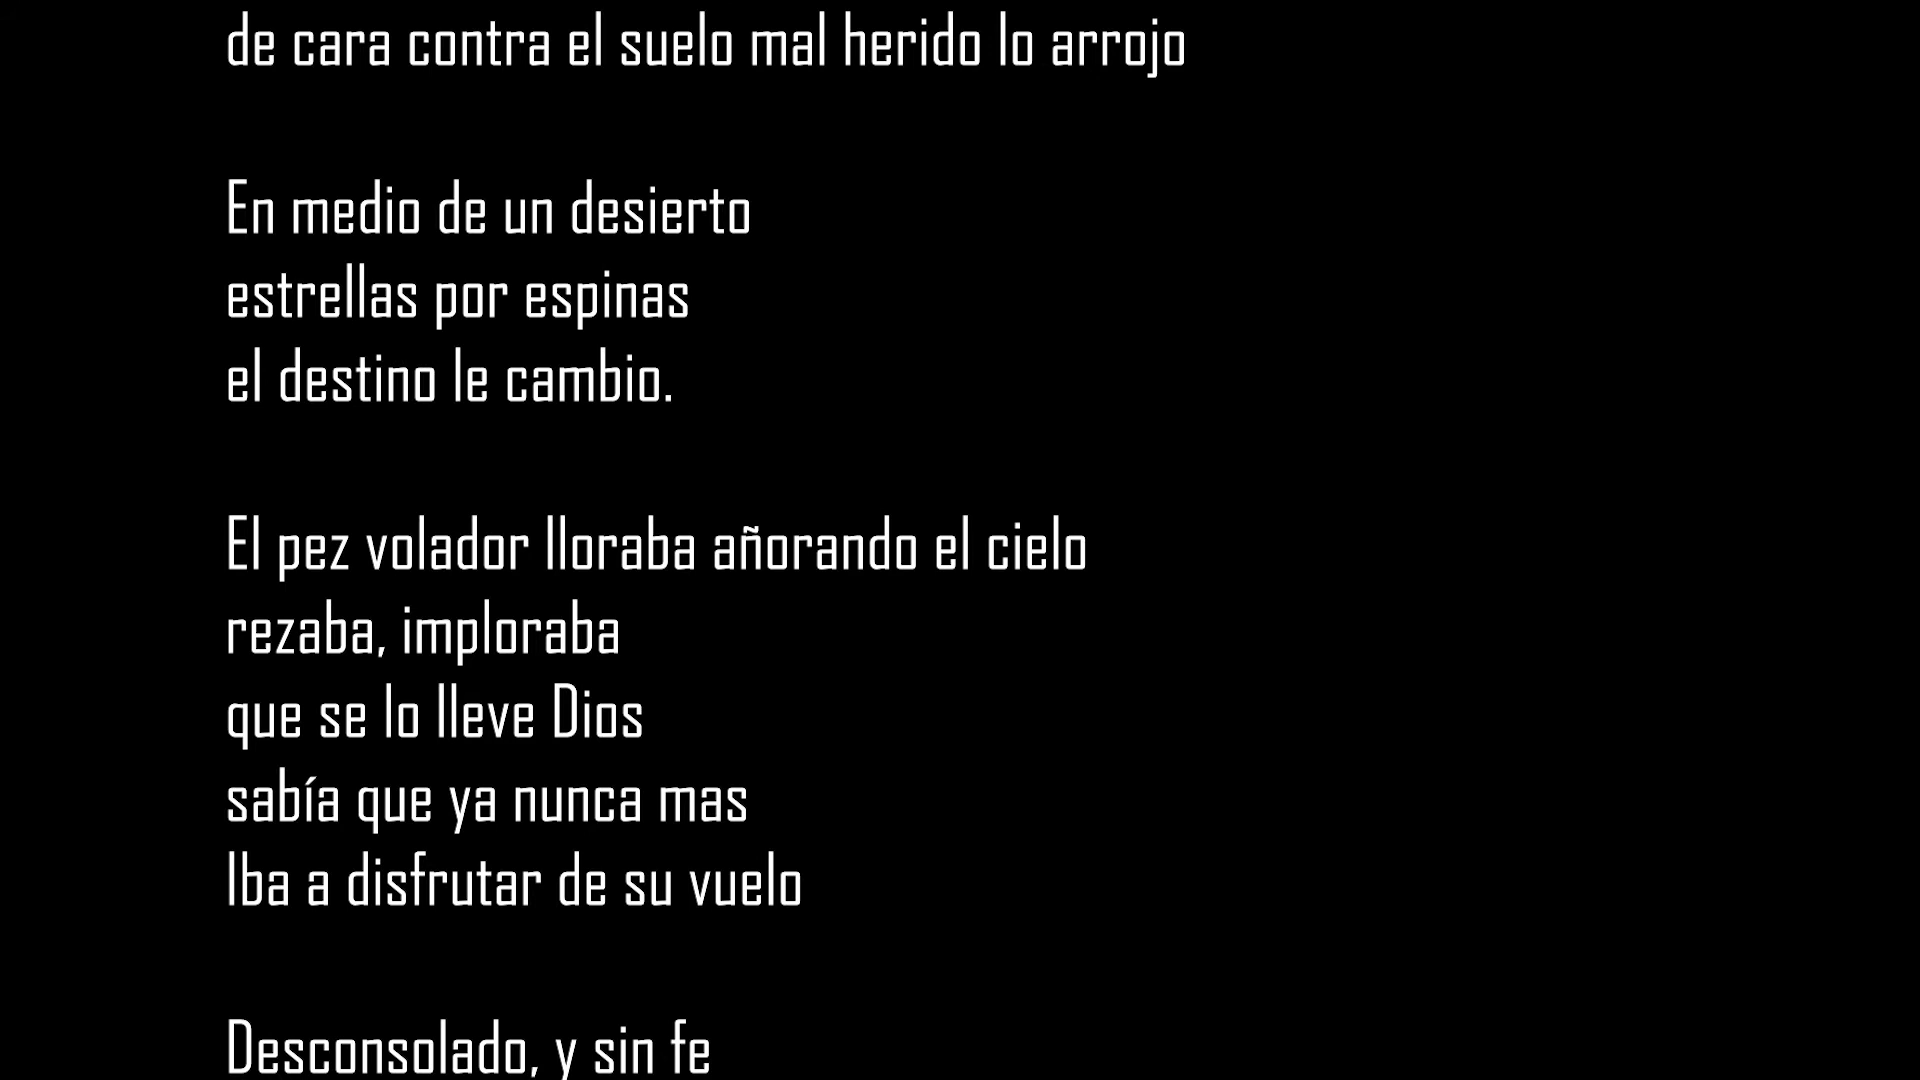 de cara contra el suelo mal herido lo arrojo
En medio de un desierto
estrellas por espinas
el destino le cambio.
El pez volador lloraba añorando el cielo
rezaba, imploraba
que se lo lleve Dios
sabía que ya nunca mas
Iba a disfrutar de su vuelo
Desconsolado, y sin fe